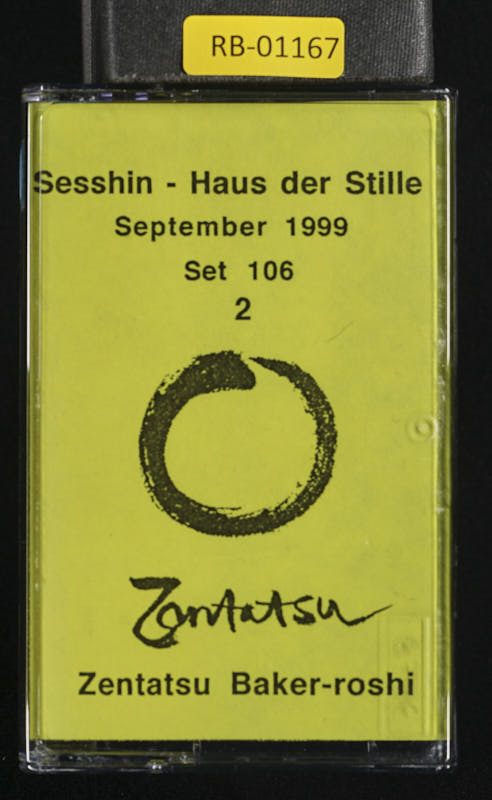 RB-01167
Sesshin - Haus der Stille
September 1999
Set 106
2
Zentatsu
Zentatsu Baker-roshi